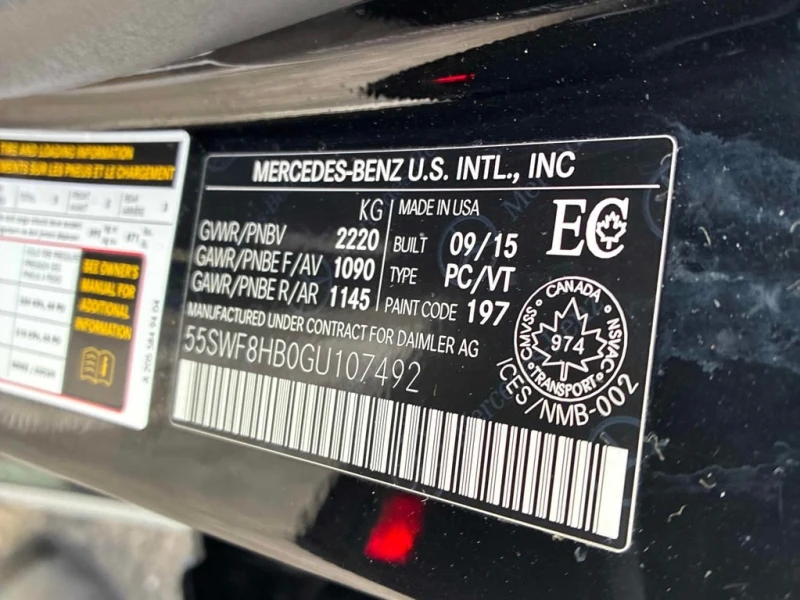 TIRE AND LOADING INFORMATION
SUR LES PNEUS ET LE CHARGEMENT
SEE OWNER'S
MANUAL FOR
ADDITIONAL
INFORMATION
MERCEDES-BENZ U.S. INTL., INC
KG
GVWR/PNBV 2220
GAWR/PNBE F/AV 1090
GAWR/PNBE R/AR 1145
MADE IN USA
BUILT 09/15
TYPE PC/VT
PAINT CODE 197
EC
MANUFACTURED UNDER CONTRACT FOR DAIMLER AG
55SWF8HB0GU107492
CANADA
CMVSS 974 NSVAC
TRANSPORT
ICES/NMB-002